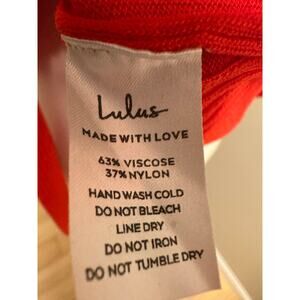 Lulus
MADE WITH LOVE
63% VISCOSE
37% NYLON
HAND WASH COLD
DO NOT BLEACH
LINE DRY
DO NOT IRON
DO NOT TUMBLE DRY